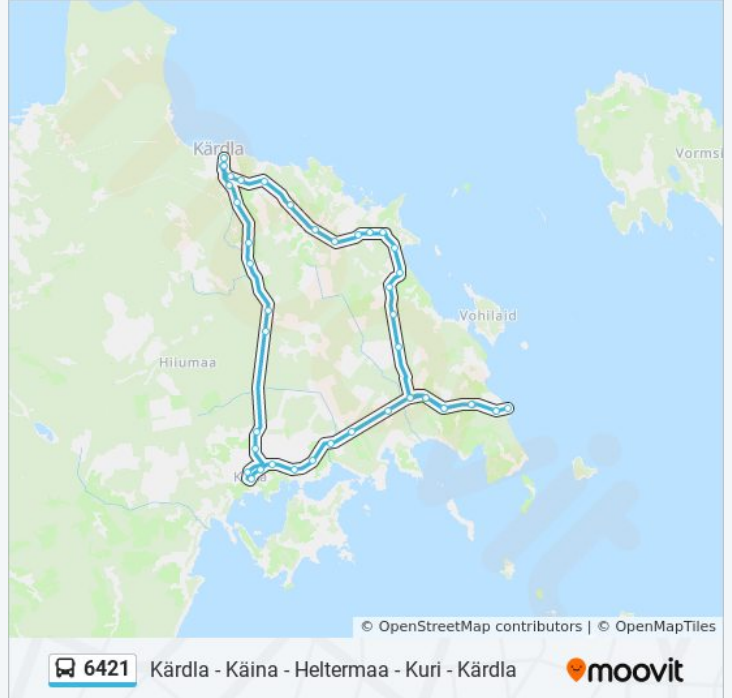 Kärdla
Vormsi
Vohilaid
Hiiumaa
Käina
© OpenStreetMap contributors | © OpenMapTiles
6421 Kärdla - Käina - Heltermaa - Kuri - Kärdla
moovit